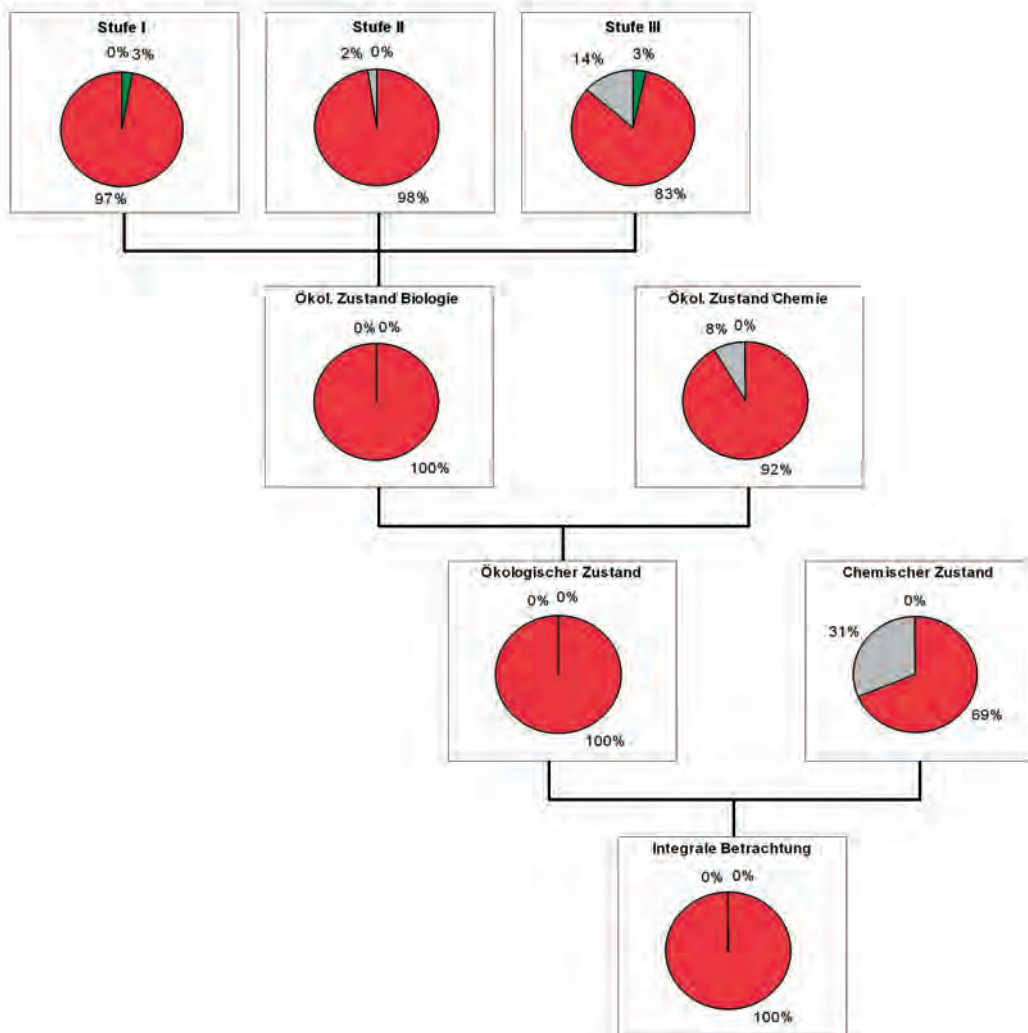 Stufe I
0% 3%
97%
Stufe II
2% 0%
98%
Stufe III
14% 3%
83%
Ökol. Zustand Biologie
0% 0%
100%
Ökol. Zustand Chemie
8% 0%
92%
Ökologischer Zustand
0% 0%
100%
Chemischer Zustand
0%
31%
69%
Integrale Betrachtung
0% 0%
100%